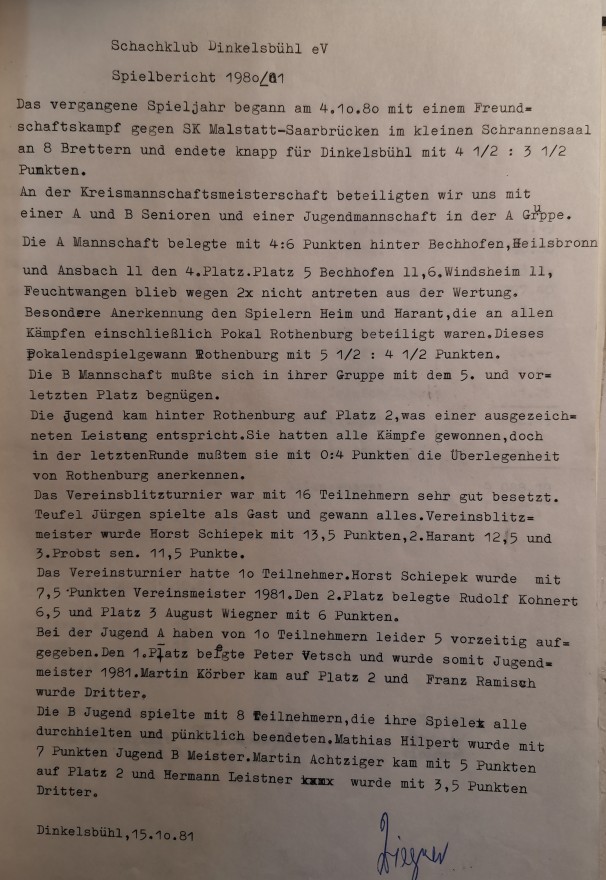 Schachklub Dinkelsbühl eV
Spielbericht 198o/81
Das vergangene Spieljahr begann am 4.1o.8o mit einem Freund=
schaftskampf gegen SK Malstatt-Saarbrücken im kleinen Schrannensaal
an 8 Brettern und endete knapp für Dinkelsbühl mit 4 1/2 : 3 1/2
Punkten.
An der Kreismannschaftsmeisterschaft beteiligten wir uns mit
einer A und B Senioren und einer Jugendmannschaft in der A Gruppe.
Die A Mannschaft belegte mit 4:6 Punkten hinter Bechhofen,Heilsbronn
und Ansbach 11 den 4.Platz.Platz 5 Bechhofen 11,6.Windsheim 11,
Feuchtwangen blieb wegen 2x nicht antreten aus der Wertung.
Besondere Anerkennung den Spielern Heim und Harant,die an allen
Kämpfen einschließlich Pokal Rothenburg beteiligt waren.Dieses
Pokalendspielgewann Rothenburg mit 5 1/2 : 4 1/2 Punkten.
Die B Mannschaft mußte sich in ihrer Gruppe mit dem 5. und vor=
letzten Platz begnügen.
Die Jugend kam hinter Rothenburg auf Platz 2,was einer ausgezeich=
neten Leistung entspricht.Sie hatten alle Kämpfe gewonnen,doch
in der letztenRunde mußtem sie mit 0:4 Punkten die Überlegenheit
von Rothenburg anerkennen.
Das Vereinsblitzturnier war mit 16 Teilnehmern sehr gut besetzt.
Teufel Jürgen spielte als Gast und gewann alles.Vereinsblitz=
meister wurde Horst Schiepek mit 13,5 Punkten,2.Harant 12,5 und
3.Probst sen. 11,5 Punkte.
Das Vereinsturnier hatte 1o Teilnehmer.Horst Schiepek wurde mit
7,5 Punkten Vereinsmeister 1981.Den 2.Platz belegte Rudolf Kohnert
6,5 und Platz 3 August Wiegner mit 6 Punkten.
Bei der Jugend A haben von 1o Teilnehmern leider 5 vorzeitig auf=
gegeben.Den 1.Platz belegte Peter Vetsch und wurde somit Jugend=
meister 1981.Martin Körber kam auf Platz 2 und Franz Ramisch
wurde Dritter.
Die B Jugend spielte mit 8 Teilnehmern,die ihre Spiele alle
durchhielten und pünktlich beendeten.Mathias Hilpert wurde mit
7 Punkten Jugend B Meister.Martin Achtziger kam mit 5 Punkten
auf Platz 2 und Hermann Leistner wurde mit 3,5 Punkten
Dritter.
Dinkelsbühl,15.1o.81
Wiegner